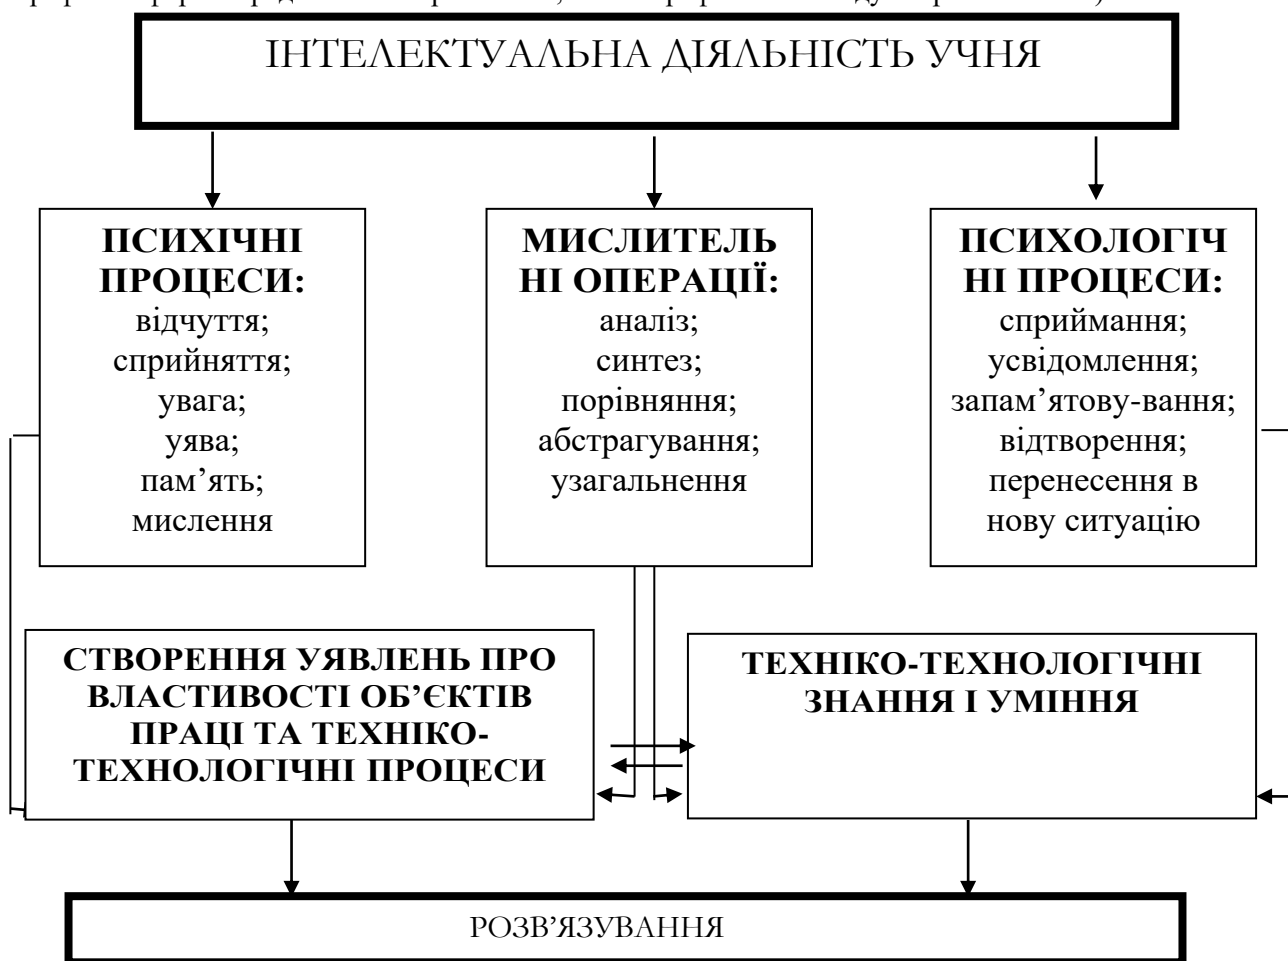 ІНТЕЛЕКТУАЛЬНА ДІЯЛЬНІСТЬ УЧНЯ
ПСИХІЧНІ
ПРОЦЕСИ:
відчуття;
сприйняття;
увага;
уява;
пам’ять;
мислення
МИСЛИТЕЛЬ
НІ ОПЕРАЦІЇ:
аналіз;
синтез;
порівняння;
абстрагування;
узагальнення
ПСИХОЛОГІЧ
НІ ПРОЦЕСИ:
сприймання;
усвідомлення;
запам’ятову-вання;
відтворення;
перенесення в
нову ситуацію
СТВОРЕННЯ УЯВЛЕНЬ ПРО
ВЛАСТИВОСТІ ОБ’ЄКТІВ
ПРАЦІ ТА ТЕХНІКО-
ТЕХНОЛОГІЧНІ ПРОЦЕСИ
ТЕХНІКО-ТЕХНОЛОГІЧНІ
ЗНАННЯ І УМІННЯ
РОЗВ’ЯЗУВАННЯ